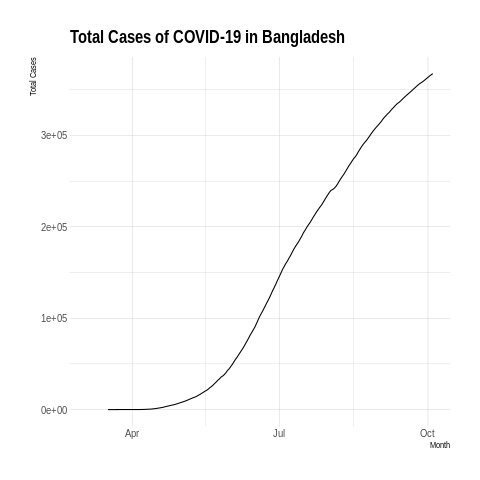 Total Cases of COVID-19 in Bangladesh
Total Cases
3e+05
2e+05
1e+05
0e+00
Apr
Jul
Oct
Month